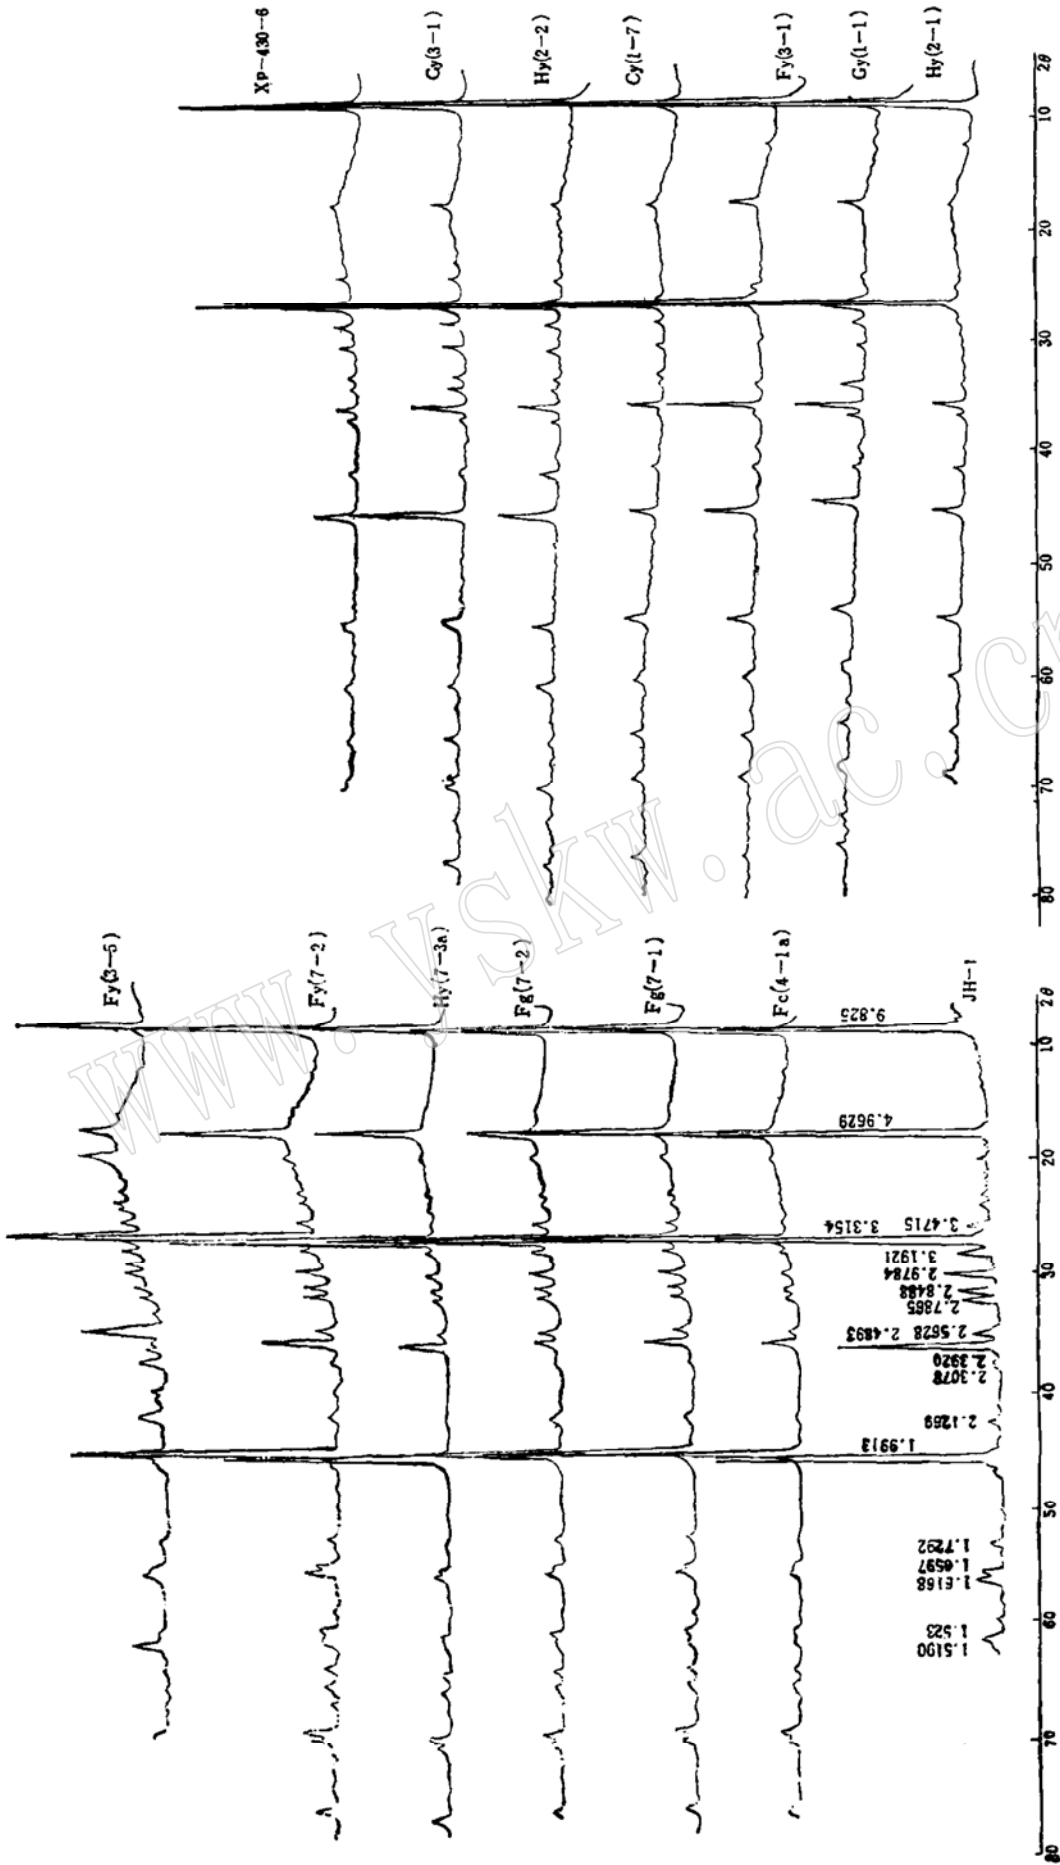 XP-430-6
Cy(3-1)
Hy(2-2)
Cy(1-7)
Fy(3-1)
Gy(1-1)
Hy(2-1)
2θ
10
20
30
40
50
60
70
80
Fy(3-5)
Fy(7-2)
Hy(7-3a)
Fg(7-2)
Fg(7-1)
Fc(4-1a)
JH-1
9.825
4.9629
3.4715
3.3154
3.1921
2.9784
2.8488
2.7865
2.5628
2.4893
2.3920
2.3078
2.1269
1.9913
1.7292
1.6597
1.6168
1.523
1.5190
2θ
10
20
30
40
50
60
70
80
www.yskw.ac.cn